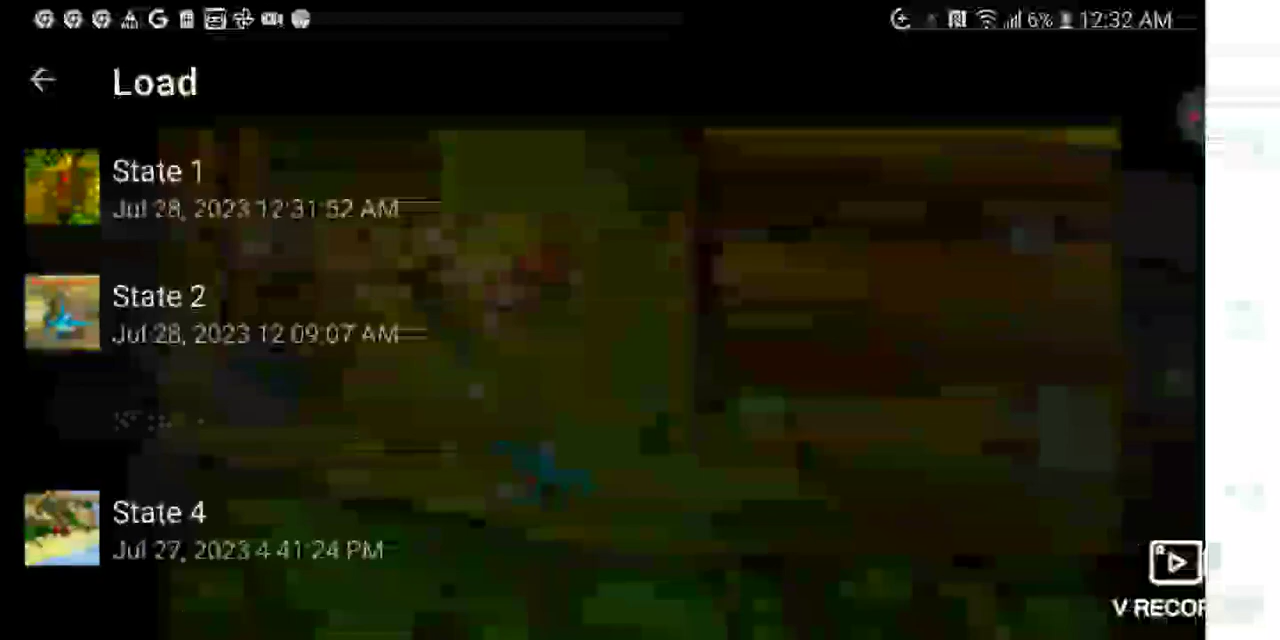 6% 12:32 AM
Load
State 1
Jul 28, 2023 12:31:52 AM
State 2
Jul 28, 2023 12:09:07 AM
State 4
Jul 27, 2023 4:41:24 PM
V RECOR